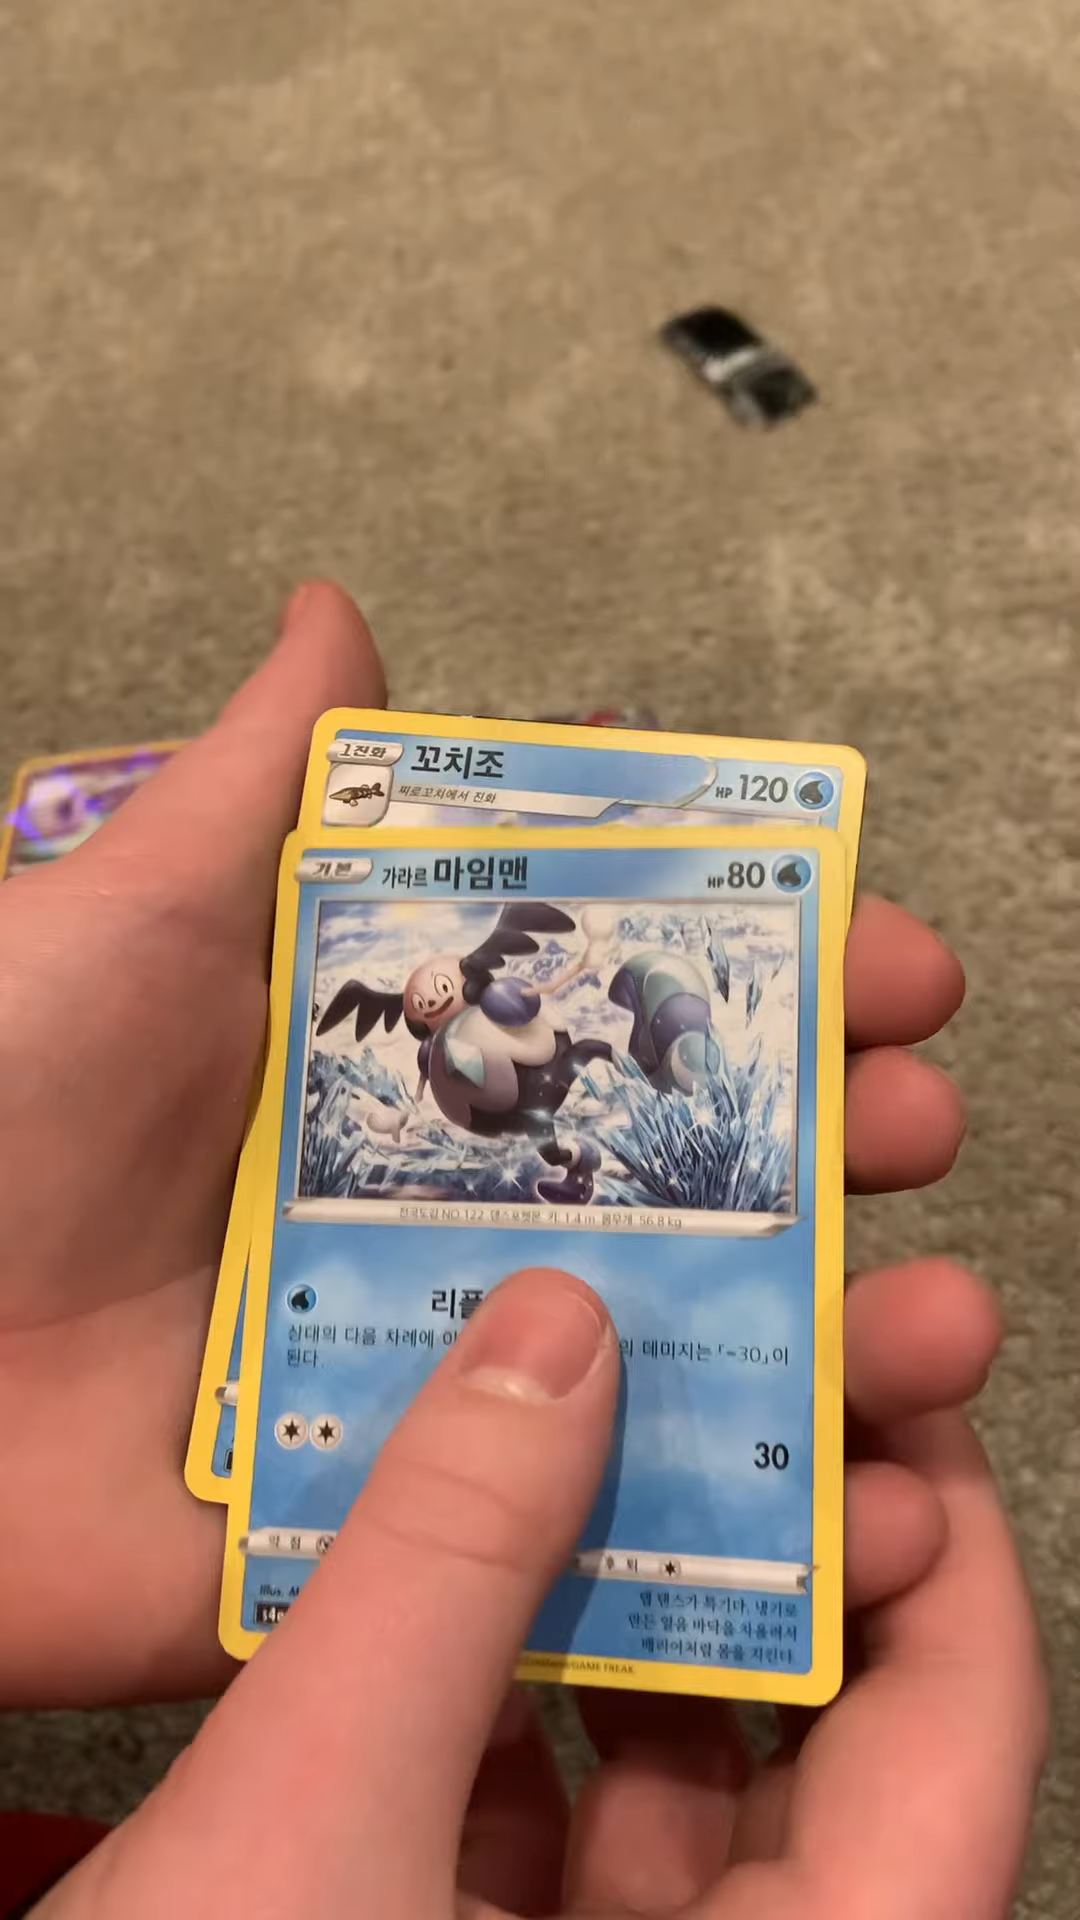 1진화
꼬치조
HP 120
찌로꼬치에서 진화
기본
가라르 마임맨
HP 80
전국도감 NO.122 댄스포켓몬 키 1.4 m 몸무게 56.8 kg
리플
상대의 다음 차례에 이 의 데미지는 「-30」이
된다.
30
약점
후퇴
Illus.
탭 댄스가 특기다. 냉기로
만든 얼음 바닥을 차올려서
배리어처럼 몸을 지킨다.
GAME FREAK